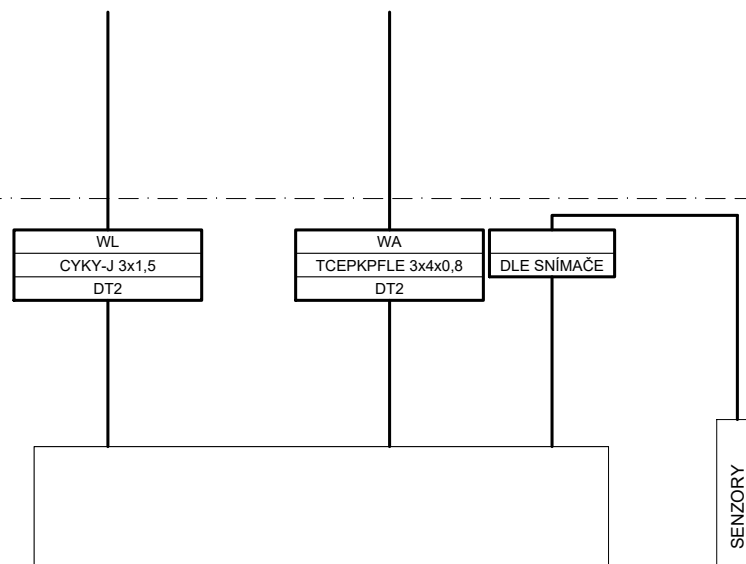 WL
CYKY-J 3x1,5
DT2
WA
TCEPKPFLE 3x4x0,8
DT2
DLE SNÍMAČE
SENZORY